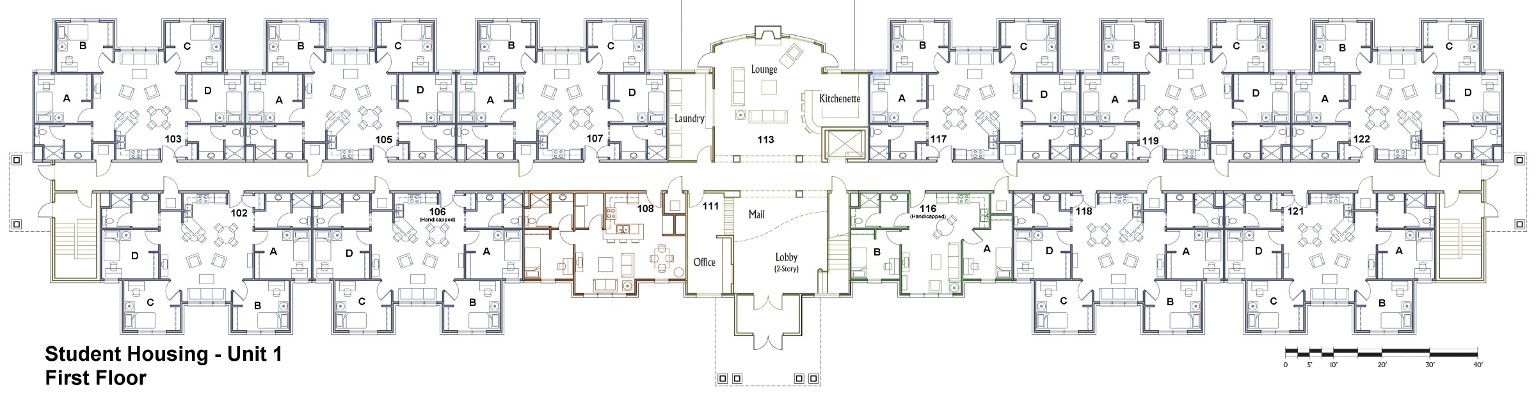 B C B C B C Lounge B C B C B C
A D A D A D Kitchenette A D A D A D
Laundry
103 105 107 113 117 119 122
102 106 108 111 Mail 116 118 121
(Handicapped) (Handicapped)
D A D A Office Lobby B A D A D A
(2-Story)
C B C B C B C B
Student Housing - Unit 1
First Floor
0 5' 10' 20' 30' 40'